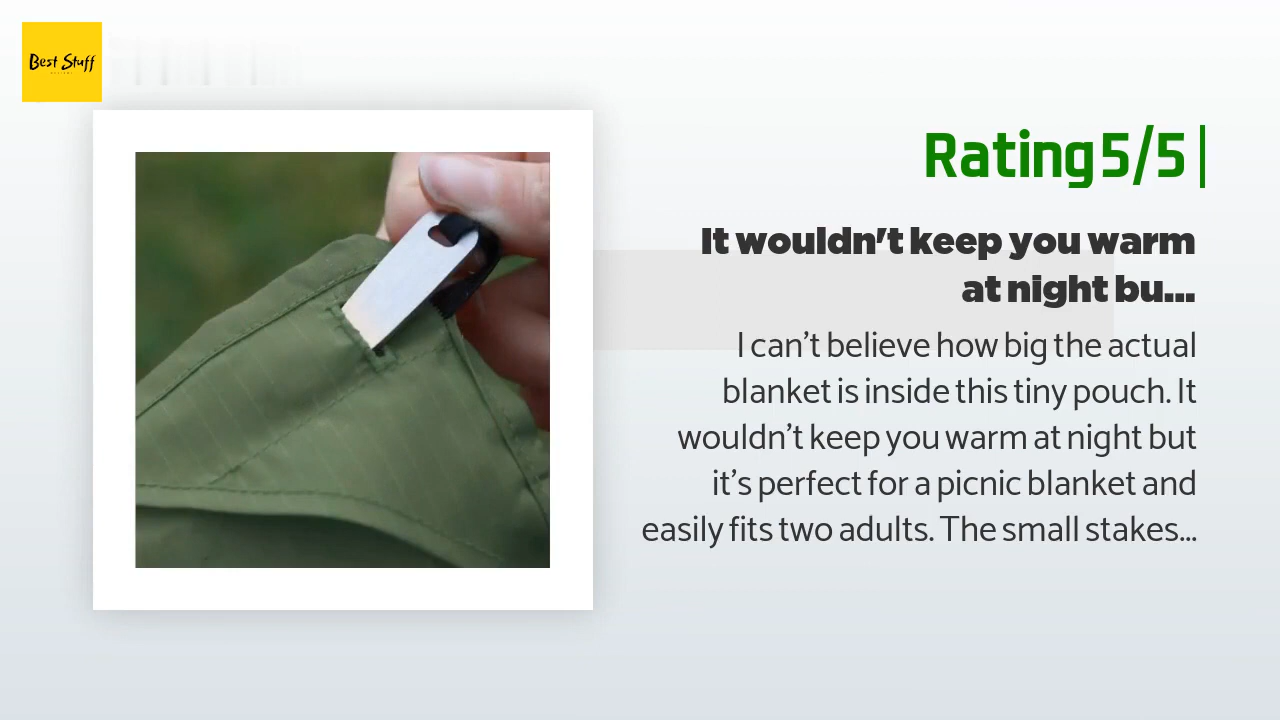 Best Stuff
Rating 5/5
It wouldn't keep you warm
at night bu...
I can't believe how big the actual
blanket is inside this tiny pouch. It
wouldn't keep you warm at night but
it's perfect for a picnic blanket and
easily fits two adults. The small stakes...